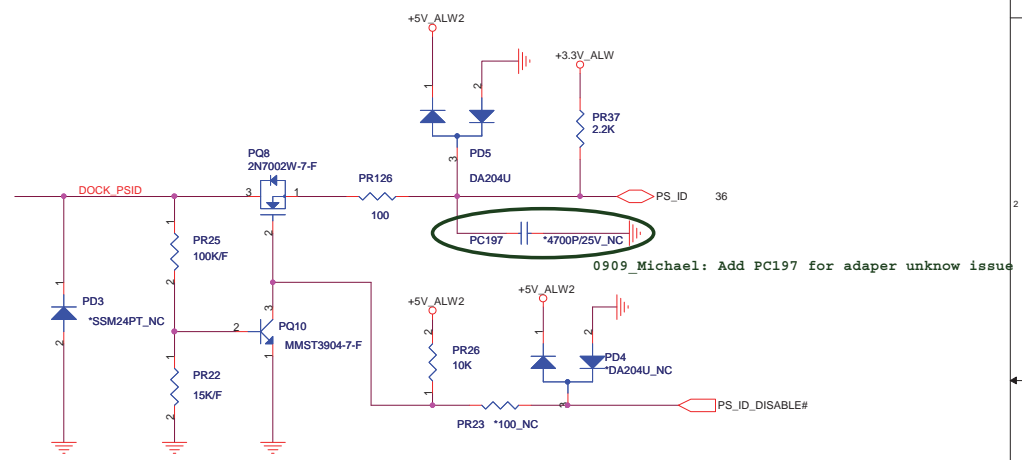 +5V_ALW2
+3.3V_ALW
1
2
PR37
2.2K
PQ8
2N7002W-7-F
PD5
3
DA204U
PR126
DOCK_PSID
3
1
PS_ID
36
100
2
1
PR25
100K/F
2
PC197
*4700P/25V_NC
2
0909_Michael: Add PC197 for adaper unknow issue
1
PD3
*SSM24PT_NC
2
+5V_ALW2
+5V_ALW2
3
2
PQ10
MMST3904-7-F
1
2
PR26
10K
1
1
2
PD4
*DA204U_NC
3
1
PR22
15K/F
2
PR23
*100_NC
PS_ID_DISABLE#